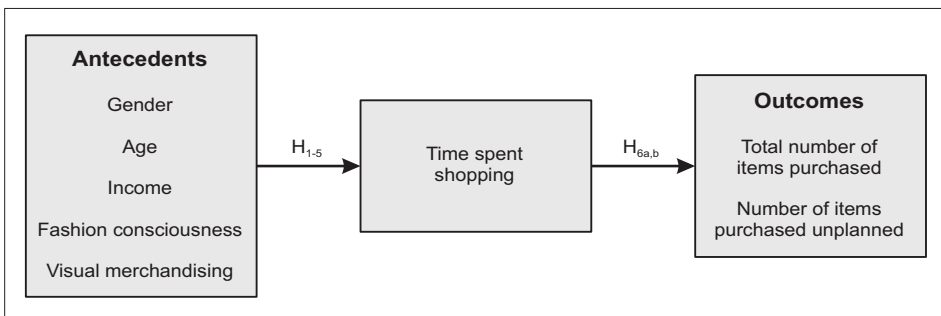 Antecedents
Gender
Age
Income
Fashion consciousness
Visual merchandising
H1-5
Time spent
shopping
H6a,b
Outcomes
Total number of
items purchased
Number of items
purchased unplanned